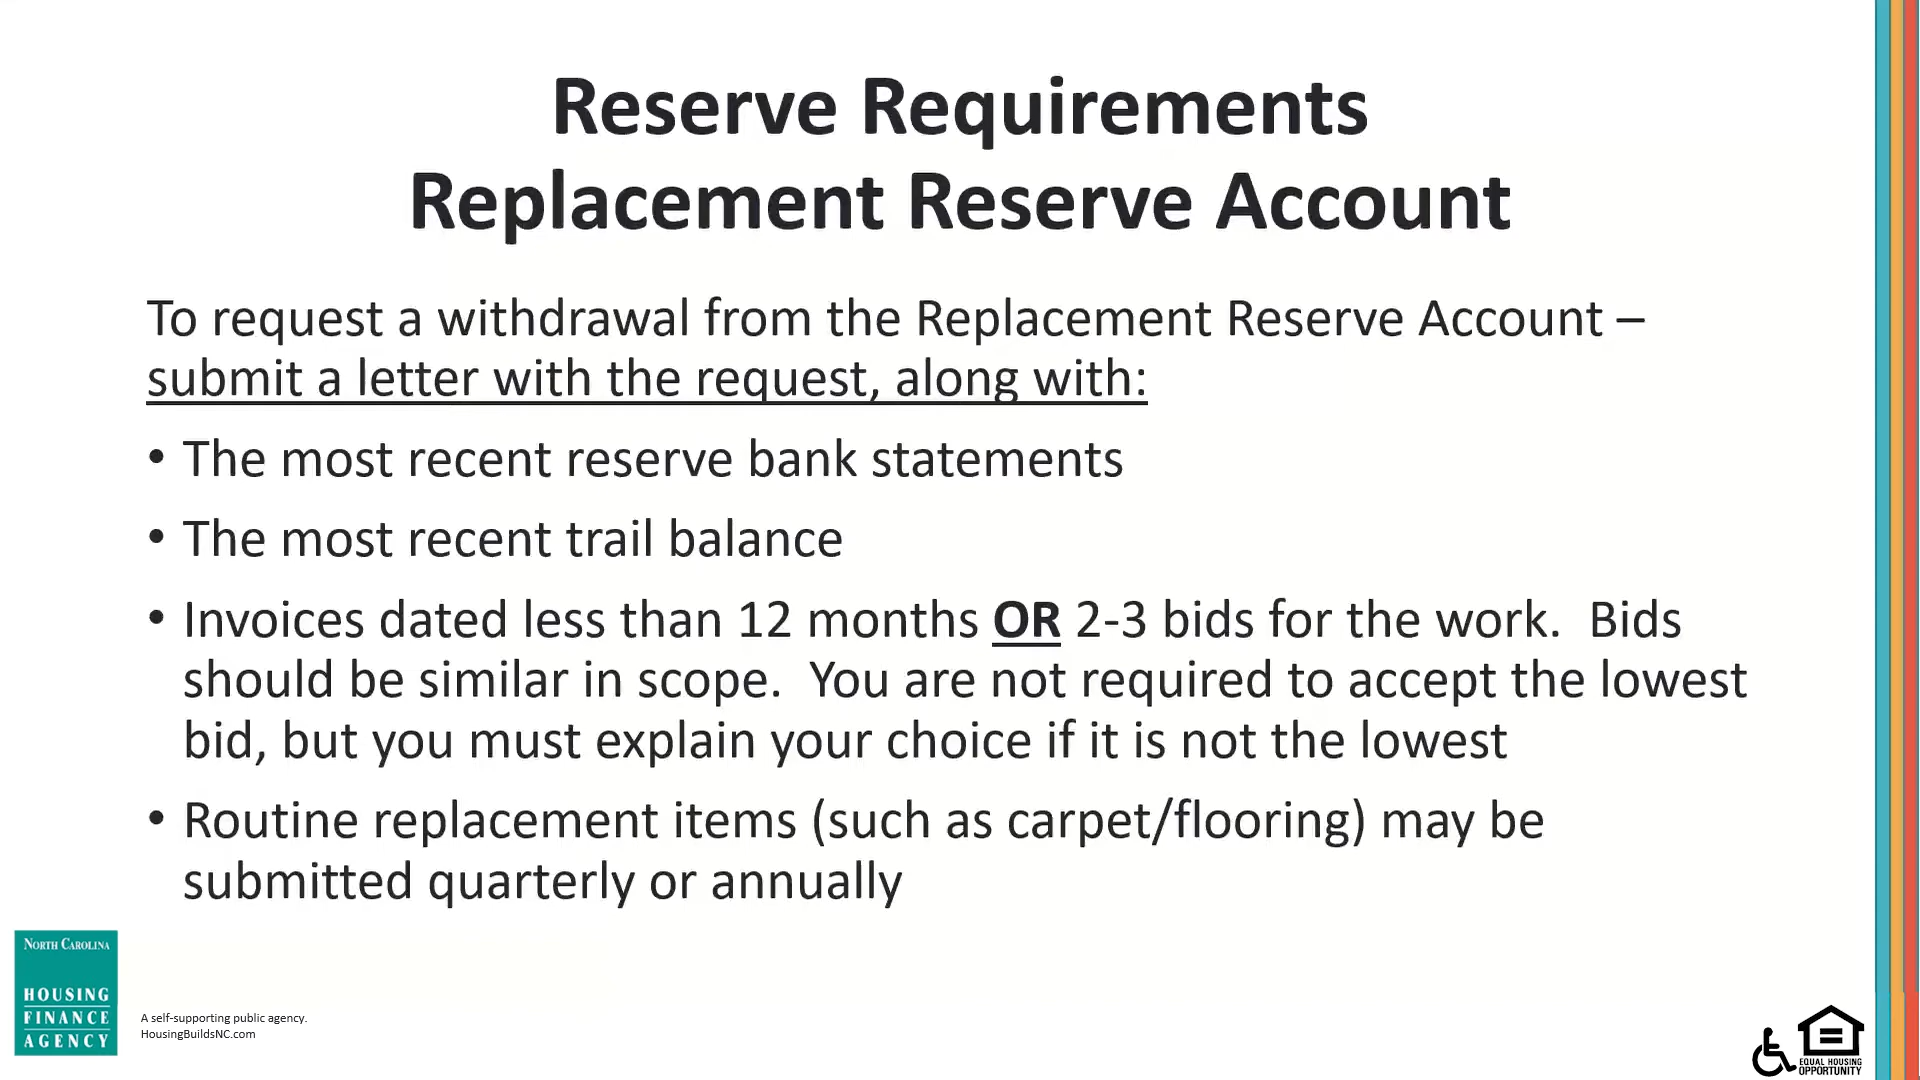 Reserve Requirements
Replacement Reserve Account
To request a withdrawal from the Replacement Reserve Account –
submit a letter with the request, along with:
• The most recent reserve bank statements
• The most recent trail balance
• Invoices dated less than 12 months OR 2-3 bids for the work.  Bids
should be similar in scope.  You are not required to accept the lowest
bid, but you must explain your choice if it is not the lowest
• Routine replacement items (such as carpet/flooring) may be
submitted quarterly or annually
NORTH CAROLINA
HOUSING
FINANCE
AGENCY
A self-supporting public agency.
HousingBuildsNC.com
EQUAL HOUSING
OPPORTUNITY